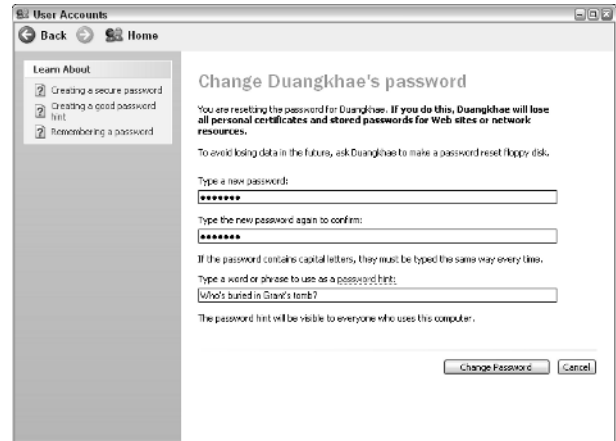 User Accounts
Back Home
Learn About
Creating a secure password
Creating a good password
hint
Remembering a password
Change Duangkhae's password
You are resetting the password for Duangkhae. If you do this, Duangkhae will lose
all personal certificates and stored passwords for Web sites or network
resources.
To avoid losing data in the future, ask Duangkhae to make a password reset floppy disk.
Type a new password:
•••••••
Type the new password again to confirm:
•••••••
If the password contains capital letters, they must be typed the same way every time.
Type a word or phrase to use as a password hint:
Who's buried in Grant's tomb?
The password hint will be visible to everyone who uses this computer.
Change Password Cancel